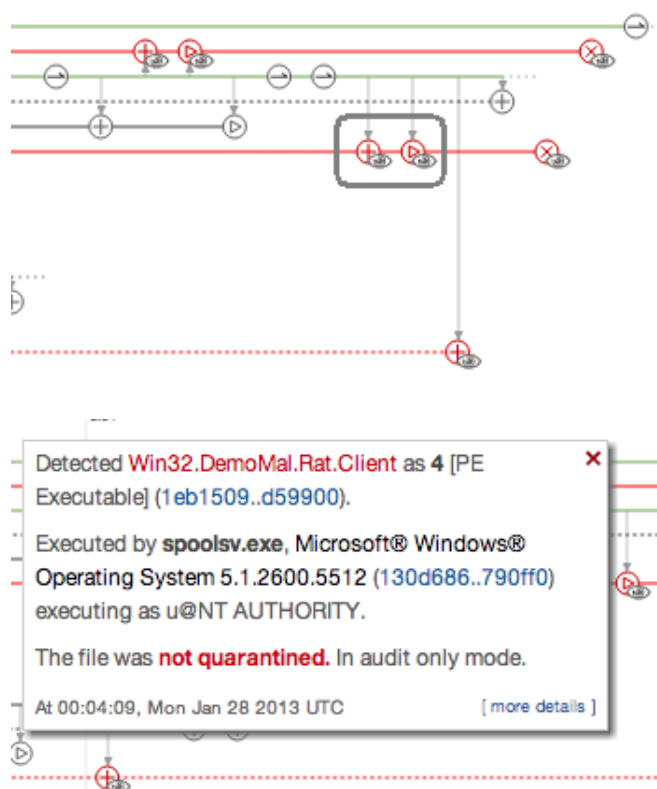 Detected Win32.DemoMal.Rat.Client as 4 [PE
Executable] (1eb1509..d59900).
Executed by spoolsv.exe, Microsoft® Windows®
Operating System 5.1.2600.5512 (130d686..790ff0)
executing as u@NT AUTHORITY.
The file was not quarantined. In audit only mode.
At 00:04:09, Mon Jan 28 2013 UTC [ more details ]